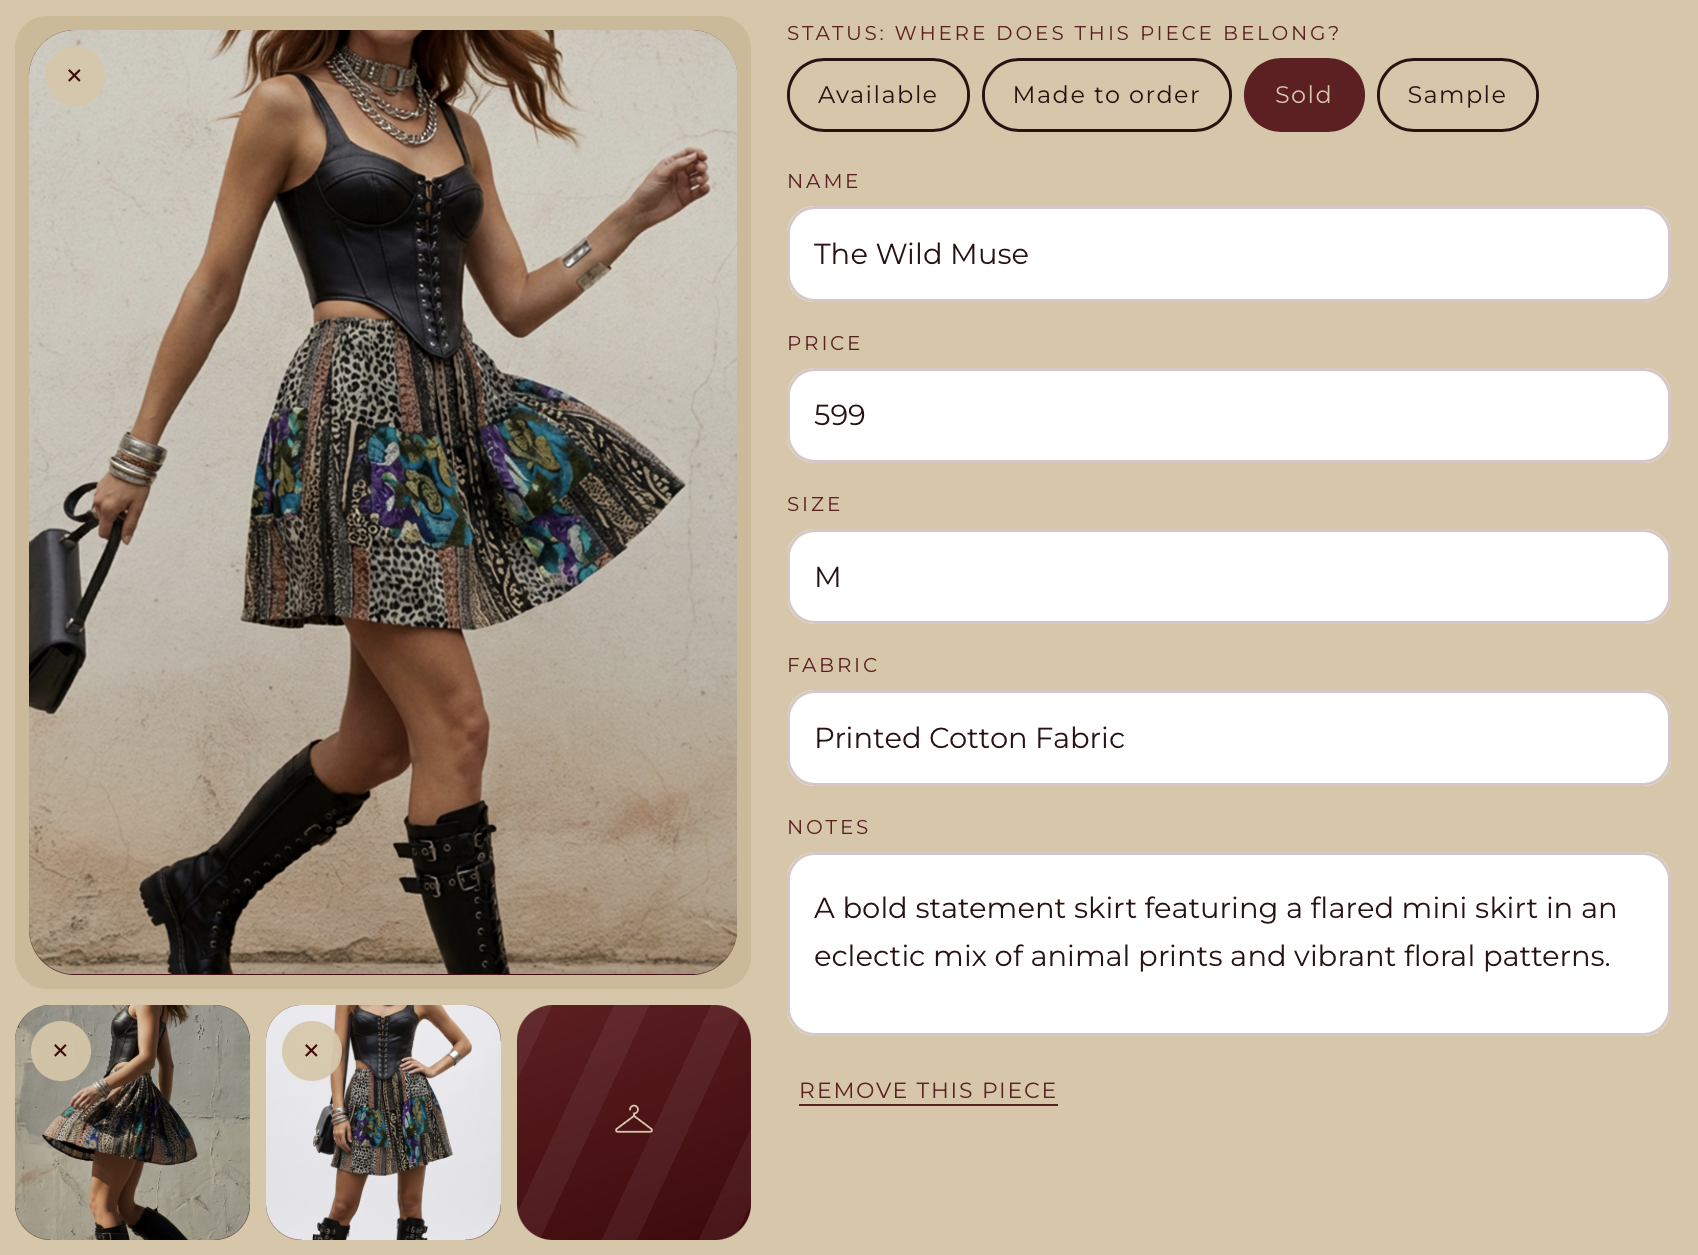 STATUS: WHERE DOES THIS PIECE BELONG?
Available
Made to order
Sold
Sample
NAME
The Wild Muse
PRICE
599
SIZE
M
FABRIC
Printed Cotton Fabric
NOTES
A bold statement skirt featuring a flared mini skirt in an
eclectic mix of animal prints and vibrant floral patterns.
REMOVE THIS PIECE